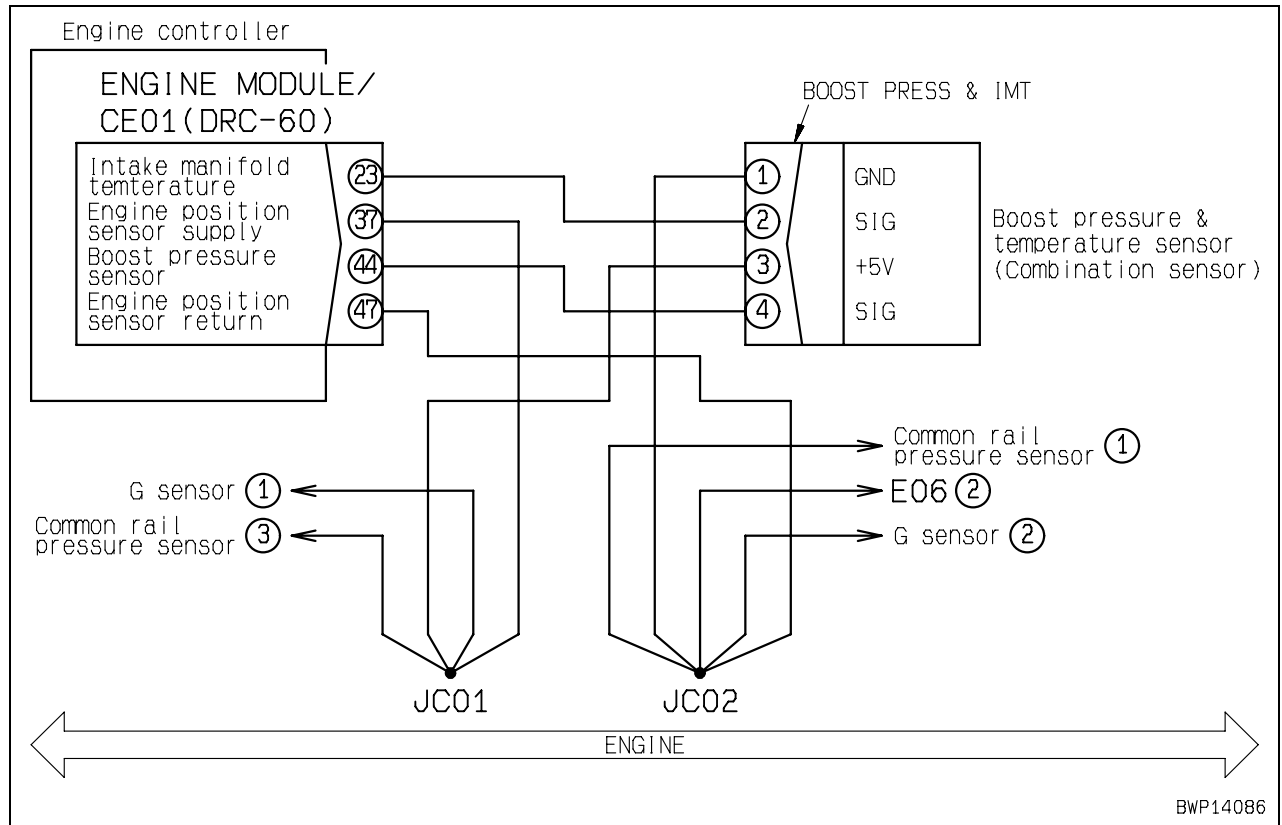 Engine controller
ENGINE MODULE/
CE01(DRC-60)
BOOST PRESS & IMT
Intake manifold
temterature
23
Engine position
sensor supply
37
Boost pressure
sensor
44
Engine position
sensor return
47
1 GND
2 SIG
3 +5V
4 SIG
Boost pressure &
temperature sensor
(Combination sensor)
G sensor 1
Common rail
pressure sensor 3
Common rail
pressure sensor 1
E06 2
G sensor 2
JC01
JC02
ENGINE
BWP14086